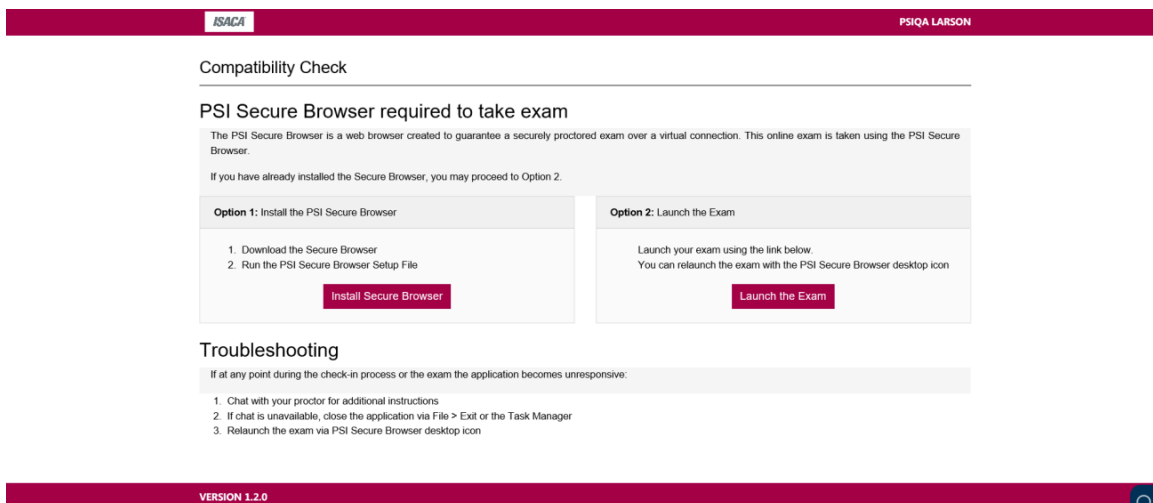 ISACA
PSIQA LARSON
Compatibility Check
PSI Secure Browser required to take exam
The PSI Secure Browser is a web browser created to guarantee a securely proctored exam over a virtual connection. This online exam is taken using the PSI Secure
Browser.
If you have already installed the Secure Browser, you may proceed to Option 2.
Option 1: Install the PSI Secure Browser
1. Download the Secure Browser
2. Run the PSI Secure Browser Setup File
Install Secure Browser
Option 2: Launch the Exam
Launch your exam using the link below.
You can relaunch the exam with the PSI Secure Browser desktop icon
Launch the Exam
Troubleshooting
If at any point during the check-in process or the exam the application becomes unresponsive:
1. Chat with your proctor for additional instructions
2. If chat is unavailable, close the application via File > Exit or the Task Manager
3. Relaunch the exam via PSI Secure Browser desktop icon
VERSION 1.2.0